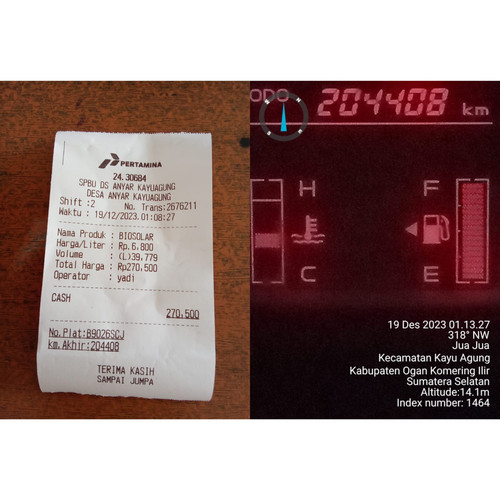 PERTAMINA
24.30684
SPBU DS ANYAR KAYUAGUNG
DESA ANYAR KAYUAGUNG
Shift :2 No. Trans:2676211
Waktu : 19/12/2023.01:08:27
Nama Produk : BIOSOLAR
Harga/Liter : Rp.6.800
Volume : (L)39.779
Total Harga : Rp270.500
Operator : yadi
CASH
270.500
No.Plat:B9026SCJ
km.Akhir:204408
TERIMA KASIH
SAMPAI JUMPA
ODO 204408 km
H F
C E
19 Des 2023 01.13.27
318° NW
Jua Jua
Kecamatan Kayu Agung
Kabupaten Ogan Komering Ilir
Sumatera Selatan
Altitude:14.1m
Index number: 1464